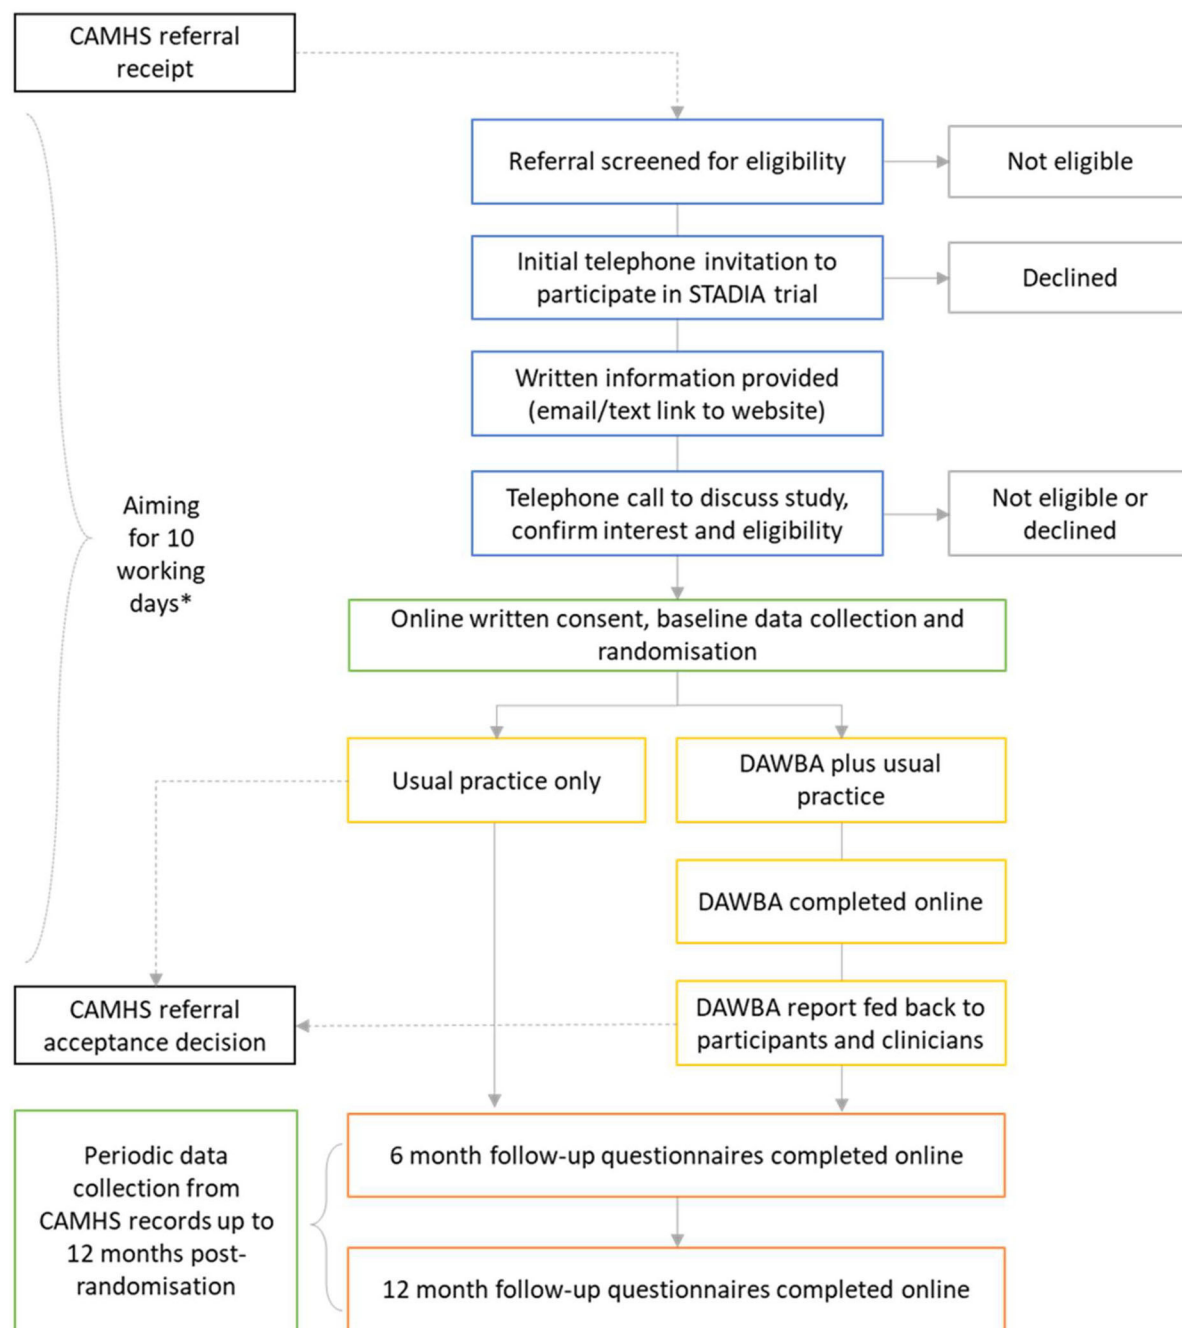 CAMHS referral
receipt
Referral screened for eligibility
Not eligible
Initial telephone invitation to
participate in STADIA trial
Declined
Written information provided
(email/text link to website)
Telephone call to discuss study,
confirm interest and eligibility
Not eligible or
declined
Aiming
for 10
working
days*
Online written consent, baseline data collection and
randomisation
Usual practice only
DAWBA plus usual
practice
DAWBA completed online
CAMHS referral
acceptance decision
DAWBA report fed back to
participants and clinicians
Periodic data
collection from
CAMHS records up to
12 months post-
randomisation
6 month follow-up questionnaires completed online
12 month follow-up questionnaires completed online